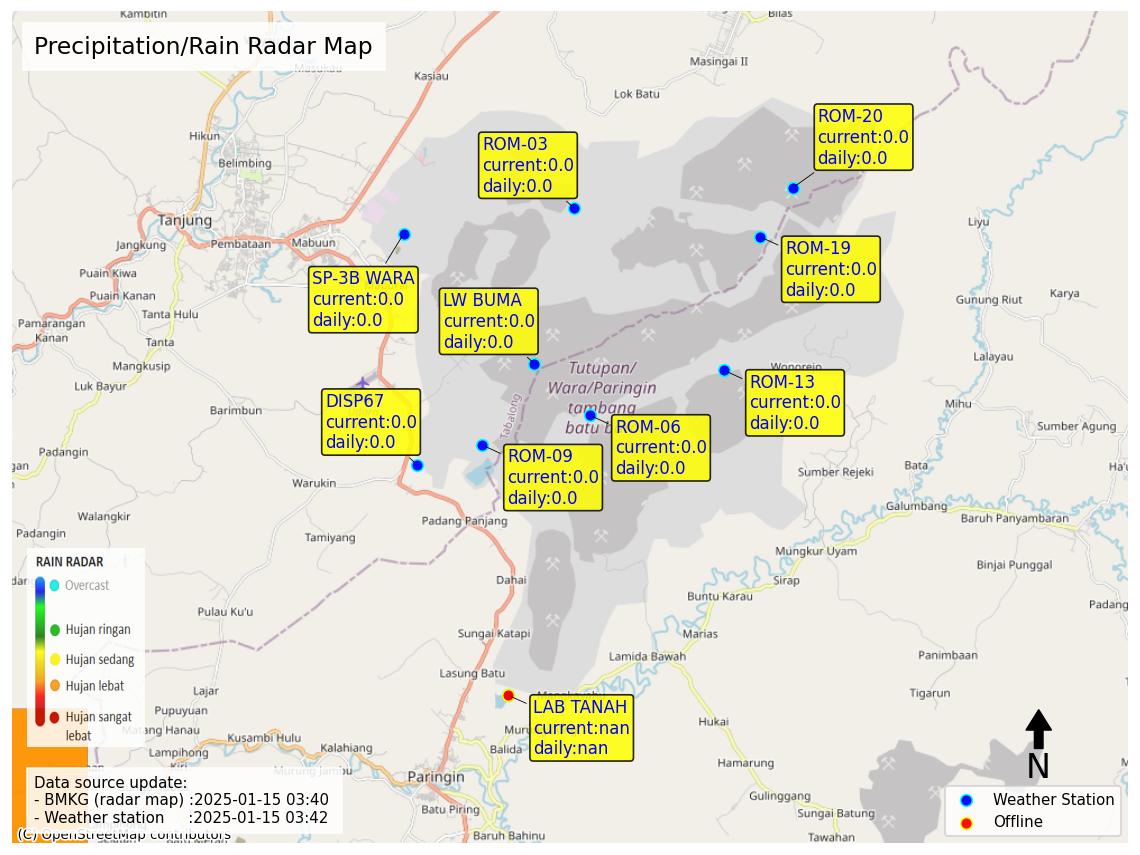 Kambitin
Bilas
Precipitation/Rain Radar Map
Masukau
Kasiau
Masingai II
Lok Batu
ROM-20
current:0.0
daily:0.0
Hikun
ROM-03
current:0.0
daily:0.0
Belimbing
Tanjung
Liyu
Jangkung
Pembataan
Mabuun
ROM-19
current:0.0
daily:0.0
Puain Kiwa
SP-3B WARA
current:0.0
daily:0.0
Puain Kanan
LW BUMA
current:0.0
daily:0.0
Gunung Riut
Karya
Tanta Hulu
Pamarangan
Kanan
Tanta
Lalayau
Mangkusip
Tutupan/
Wara/Paringin
tambang
batu b
Wonorejo
ROM-13
current:0.0
daily:0.0
Luk Bayur
Tabalong
DISP67
current:0.0
daily:0.0
Barimbun
Mihu
ROM-06
current:0.0
daily:0.0
Sumber Agung
Padangin
gan
ROM-09
current:0.0
daily:0.0
Bata
Sumber Rejeki
Warukin
Galumbang
Walangkir
Padang Panjang
Baruh Panyambaran
Padangin
Tamiyang
Mungkur Uyam
Binjai Punggal
RAIN RADAR
Overcast
Hujan ringan
Hujan sedang
Hujan lebat
Hujan sangat
lebat
Dahai
Sirap
Buntu Karau
Padang
Pulau Ku'u
Sungai Katapi
Marias
Lamida Bawah
Panimbaan
Lasung Batu
Lajar
Tigarun
LAB TANAH
current:nan
daily:nan
Pupuyuan
Hukai
Matang Hanau
Kusambi Hulu
Kalahiang
Balida
Lampihong
Murung Jambu
Hamarung
N
Paringin
Data source update:
- BMKG (radar map) :2025-01-15 03:40
- Weather station :2025-01-15 03:42
Gulinggang
Weather Station
Offline
Batu Piring
Sungai Batung
Baruh Bahinu
Tawahan
(C) OpenStreetMap contributors